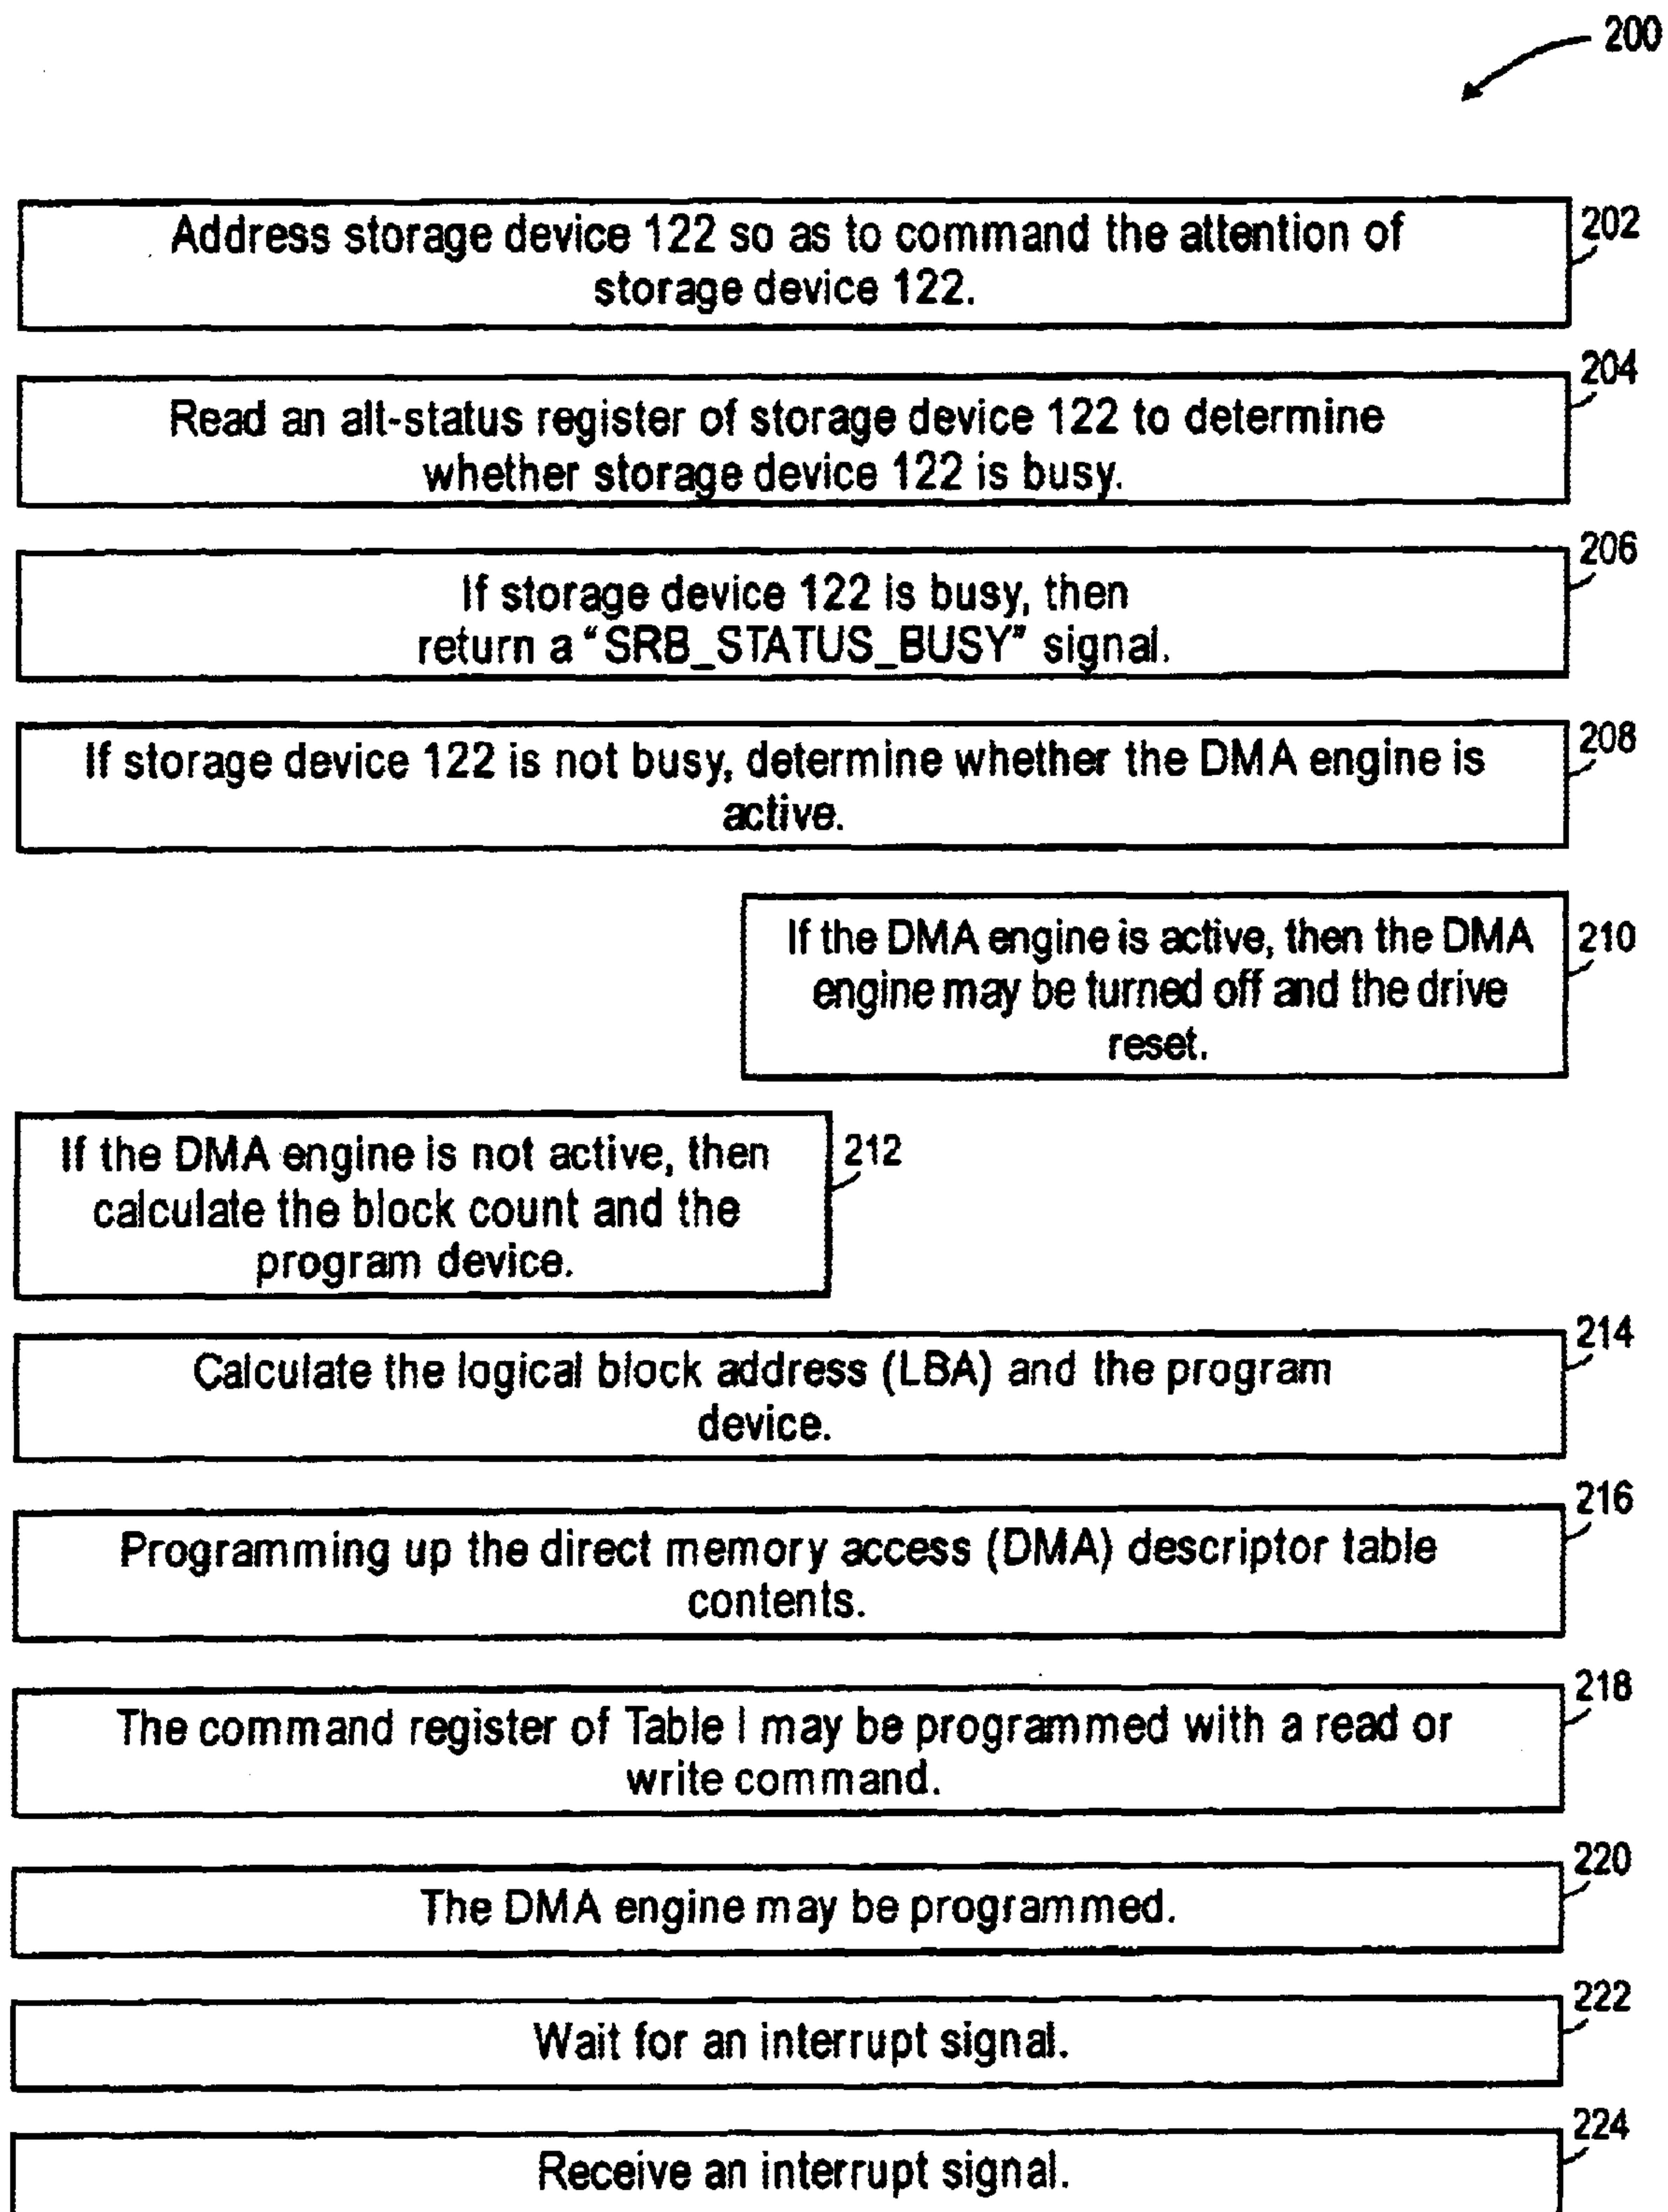 200
Address storage device 122 so as to command the attention of
storage device 122.
202
Read an alt-status register of storage device 122 to determine
whether storage device 122 is busy.
204
If storage device 122 is busy, then
return a "SRB_STATUS_BUSY" signal.
206
If storage device 122 is not busy, determine whether the DMA engine is
active.
208
If the DMA engine is active, then the DMA
engine may be turned off and the drive
reset.
210
If the DMA engine is not active, then
calculate the block count and the
program device.
212
Calculate the logical block address (LBA) and the program
device.
214
Programming up the direct memory access (DMA) descriptor table
contents.
216
The command register of Table I may be programmed with a read or
write command.
218
The DMA engine may be programmed.
220
Wait for an interrupt signal.
222
Receive an interrupt signal.
224